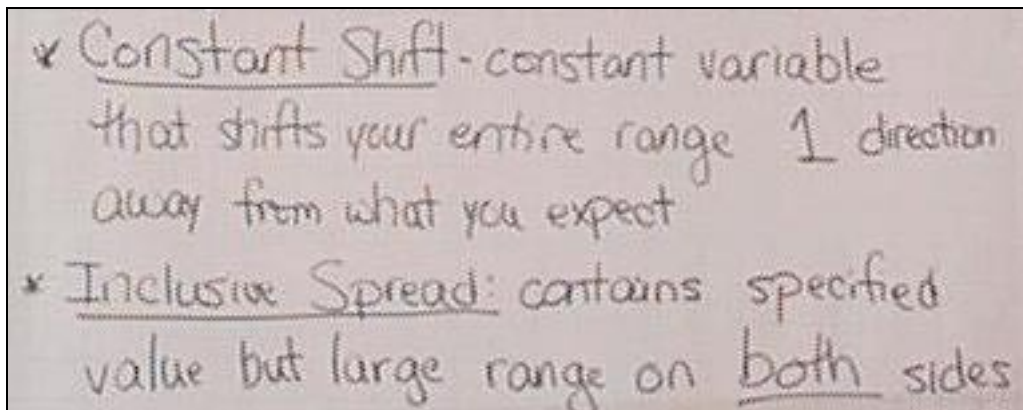 * Constant Shift - constant variable
that shifts your entire range 1 direction
away from what you expect
* Inclusive Spread: contains specified
value but large range on both sides